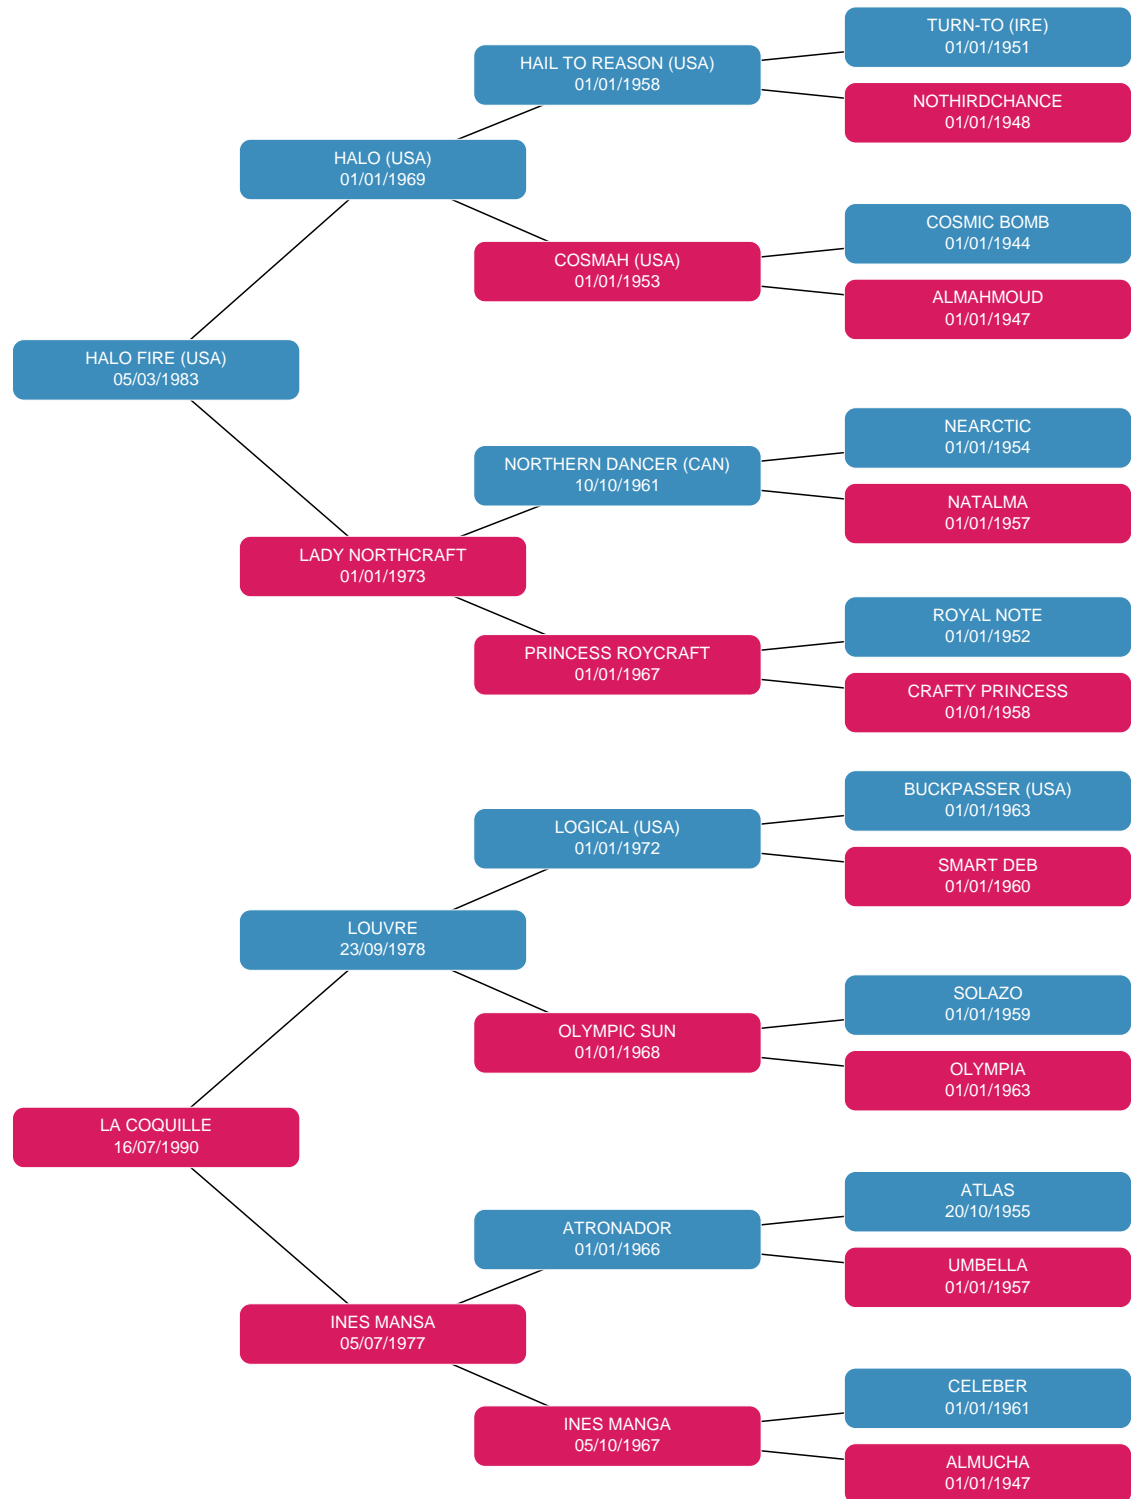 TURN-TO (IRE)
01/01/1951
HAIL TO REASON (USA)
01/01/1958
NOTHIRDCHANCE
01/01/1948
HALO (USA)
01/01/1969
COSMIC BOMB
01/01/1944
COSMAH (USA)
01/01/1953
ALMAHMOUD
01/01/1947
HALO FIRE (USA)
05/03/1983
NEARCTIC
01/01/1954
NORTHERN DANCER (CAN)
10/10/1961
NATALMA
01/01/1957
LADY NORTHCRAFT
01/01/1973
ROYAL NOTE
01/01/1952
PRINCESS ROYCRAFT
01/01/1967
CRAFTY PRINCESS
01/01/1958
BUCKPASSER (USA)
01/01/1963
LOGICAL (USA)
01/01/1972
SMART DEB
01/01/1960
LOUVRE
23/09/1978
SOLAZO
01/01/1959
OLYMPIC SUN
01/01/1968
OLYMPIA
01/01/1963
LA COQUILLE
16/07/1990
ATLAS
20/10/1955
ATRONADOR
01/01/1966
UMBELLA
01/01/1957
INES MANSA
05/07/1977
CELEBER
01/01/1961
INES MANGA
05/10/1967
ALMUCHA
01/01/1947